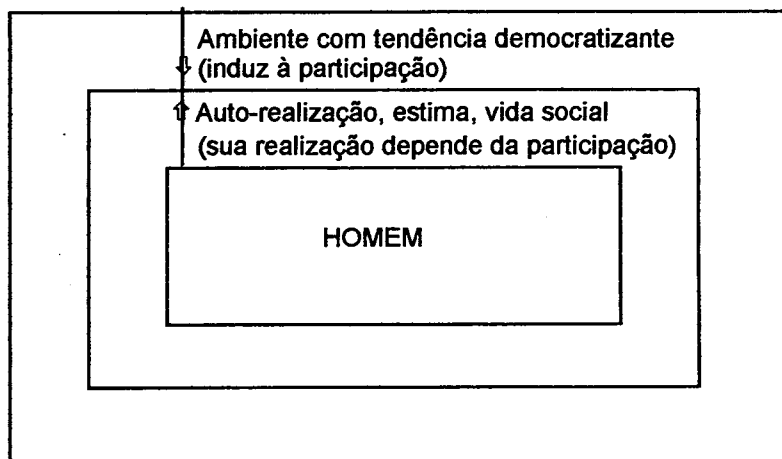 Ambiente com tendência democratizante
(induz à participação)
Auto-realização, estima, vida social
(sua realização depende da participação)
HOMEM